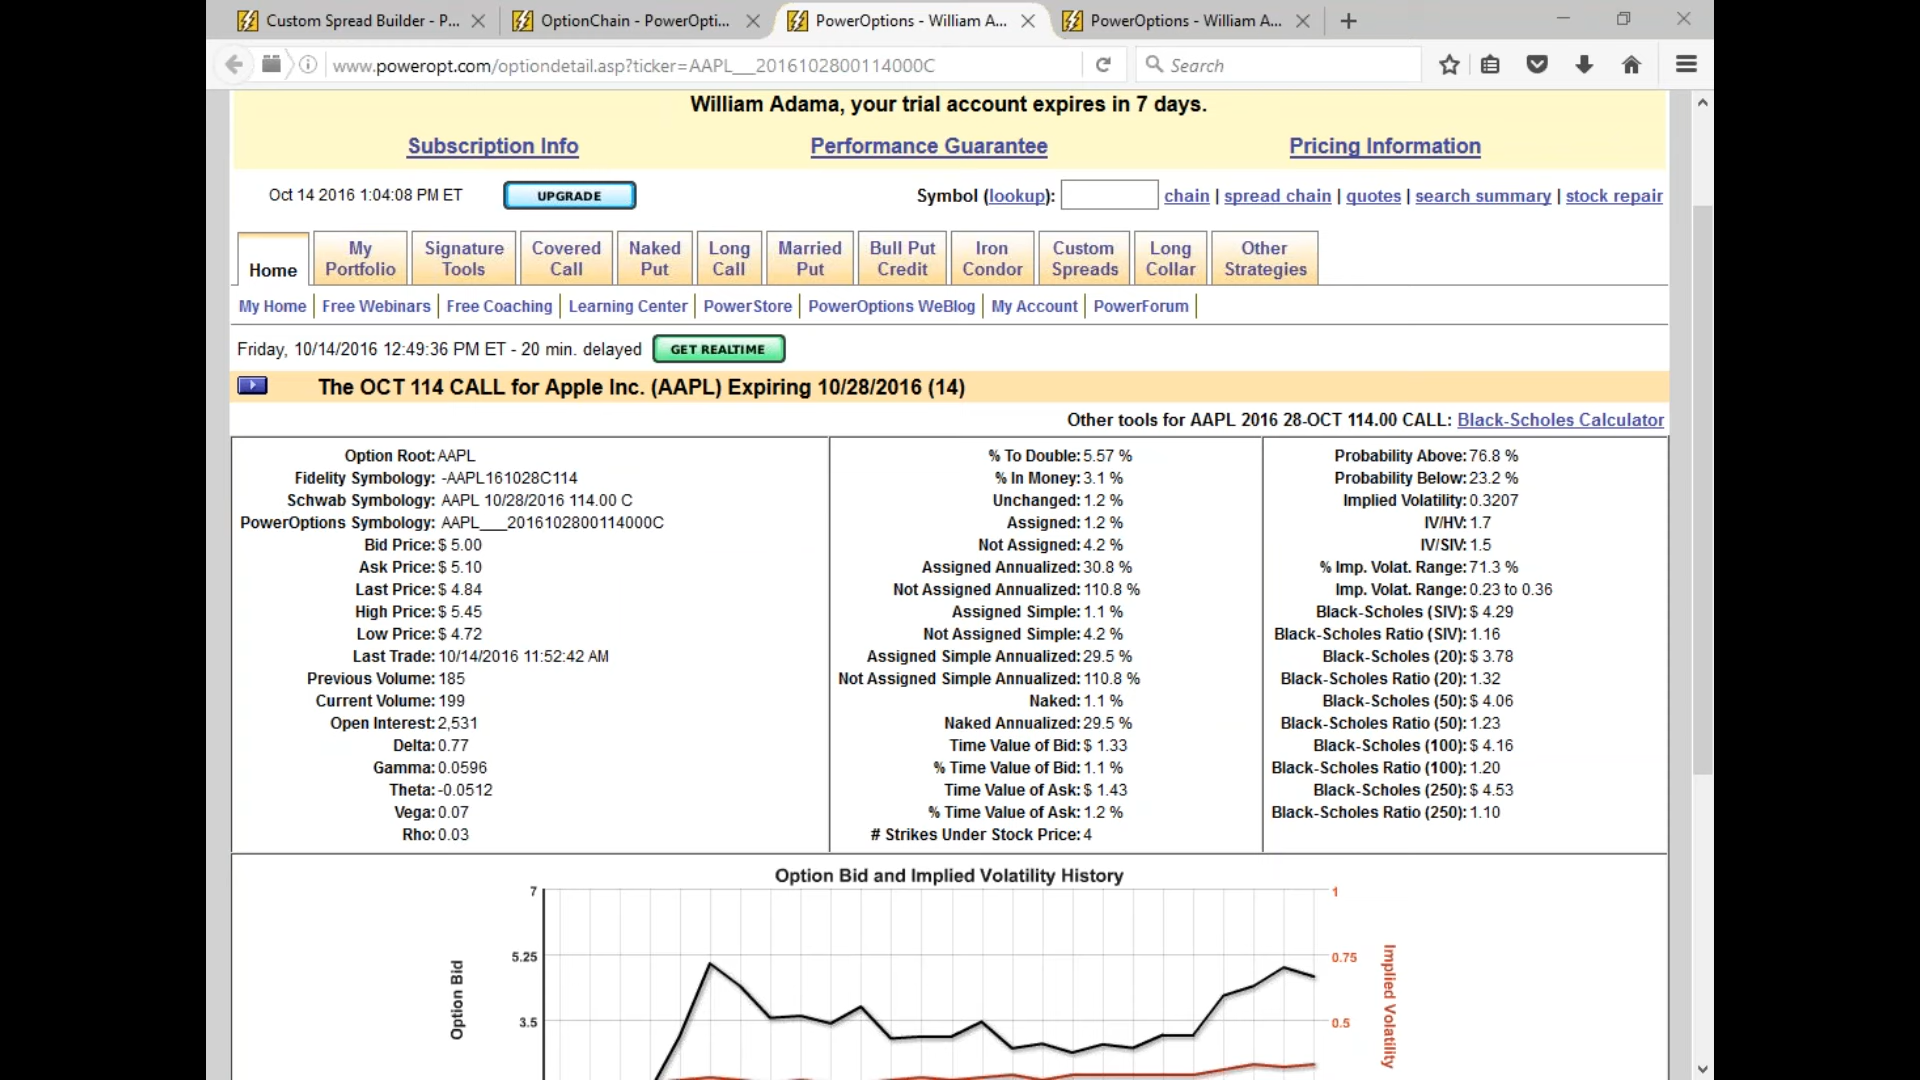 Custom Spread Builder - P...
OptionChain - PowerOpti...
PowerOptions - William A...
PowerOptions - William A...
www.poweropt.com/optiondetail.asp?ticker=AAPL___2016102800114000C
Search
William Adama, your trial account expires in 7 days.
Subscription Info
Performance Guarantee
Pricing Information
Oct 14 2016 1:04:08 PM ET
UPGRADE
Symbol (lookup):
chain | spread chain | quotes | search summary | stock repair
Home
My Portfolio
Signature Tools
Covered Call
Naked Put
Long Call
Married Put
Bull Put Credit
Iron Condor
Custom Spreads
Long Collar
Other Strategies
My Home | Free Webinars | Free Coaching | Learning Center | PowerStore | PowerOptions WeBlog | My Account | PowerForum |
Friday, 10/14/2016 12:49:36 PM ET - 20 min. delayed
GET REALTIME
The OCT 114 CALL for Apple Inc. (AAPL) Expiring 10/28/2016 (14)
Other tools for AAPL 2016 28-OCT 114.00 CALL: Black-Scholes Calculator
Option Root: AAPL
Fidelity Symbology: -AAPL161028C114
Schwab Symbology: AAPL 10/28/2016 114.00 C
PowerOptions Symbology: AAPL___2016102800114000C
Bid Price: $ 5.00
Ask Price: $ 5.10
Last Price: $ 4.84
High Price: $ 5.45
Low Price: $ 4.72
Last Trade: 10/14/2016 11:52:42 AM
Previous Volume: 185
Current Volume: 199
Open Interest: 2,531
Delta: 0.77
Gamma: 0.0596
Theta: -0.0512
Vega: 0.07
Rho: 0.03
% To Double: 5.57 %
% In Money: 3.1 %
Unchanged: 1.2 %
Assigned: 1.2 %
Not Assigned: 4.2 %
Assigned Annualized: 30.8 %
Not Assigned Annualized: 110.8 %
Assigned Simple: 1.1 %
Not Assigned Simple: 4.2 %
Assigned Simple Annualized: 29.5 %
Not Assigned Simple Annualized: 110.8 %
Naked: 1.1 %
Naked Annualized: 29.5 %
Time Value of Bid: $ 1.33
% Time Value of Bid: 1.1 %
Time Value of Ask: $ 1.43
% Time Value of Ask: 1.2 %
# Strikes Under Stock Price: 4
Probability Above: 76.8 %
Probability Below: 23.2 %
Implied Volatility: 0.3207
IV/HV: 1.7
IV/SIV: 1.5
% Imp. Volat. Range: 71.3 %
Imp. Volat. Range: 0.23 to 0.36
Black-Scholes (SIV): $ 4.29
Black-Scholes Ratio (SIV): 1.16
Black-Scholes (20): $ 3.78
Black-Scholes Ratio (20): 1.32
Black-Scholes (50): $ 4.06
Black-Scholes Ratio (50): 1.23
Black-Scholes (100): $ 4.16
Black-Scholes Ratio (100): 1.20
Black-Scholes (250): $ 4.53
Black-Scholes Ratio (250): 1.10
Option Bid and Implied Volatility History
7
5.25
3.5
Option Bid
1
0.75
0.5
Implied Volatility